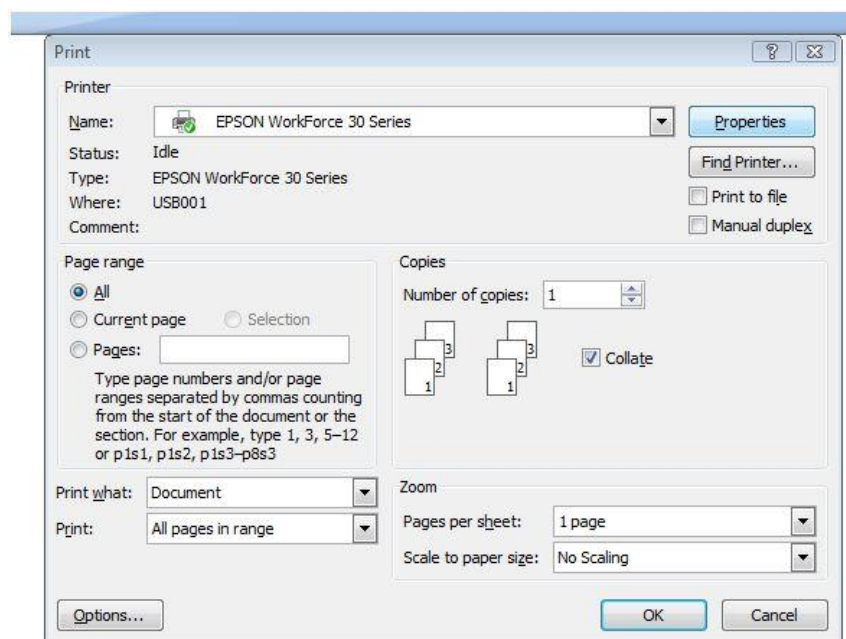 Print
Printer
Name: EPSON WorkForce 30 Series
Properties
Status: Idle
Find Printer...
Type: EPSON WorkForce 30 Series
Where: USB001
Print to file
Comment:
Manual duplex
Page range
All
Current page
Selection
Pages:
Type page numbers and/or page
ranges separated by commas counting
from the start of the document or the
section. For example, type 1, 3, 5–12
or p1s1, p1s2, p1s3–p8s3
Copies
Number of copies: 1
3 3
2 2
1 1
Collate
Print what: Document
Print: All pages in range
Zoom
Pages per sheet: 1 page
Scale to paper size: No Scaling
Options...
OK
Cancel